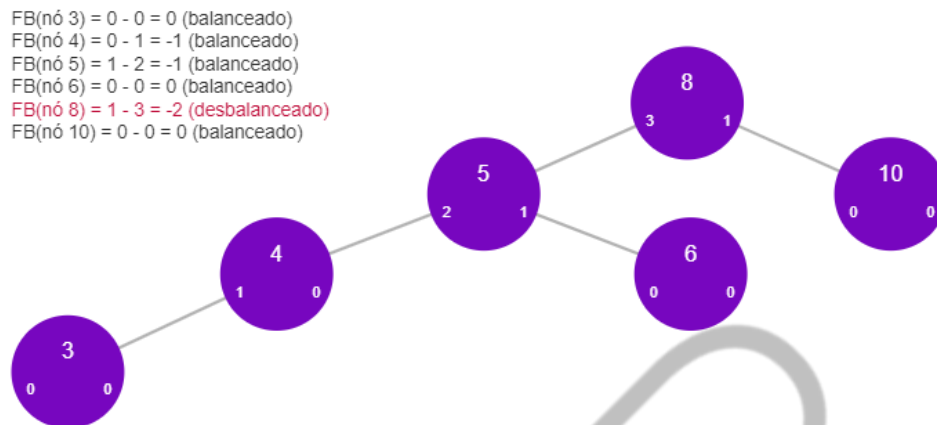 FB(nó 3) = 0 - 0 = 0 (balanceado)
FB(nó 4) = 0 - 1 = -1 (balanceado)
FB(nó 5) = 1 - 2 = -1 (balanceado)
FB(nó 6) = 0 - 0 = 0 (balanceado)
FB(nó 8) = 1 - 3 = -2 (desbalanceado)
FB(nó 10) = 0 - 0 = 0 (balanceado)
8
3 1
5
2 1
10
0 0
4
1 0
6
0 0
3
0 0